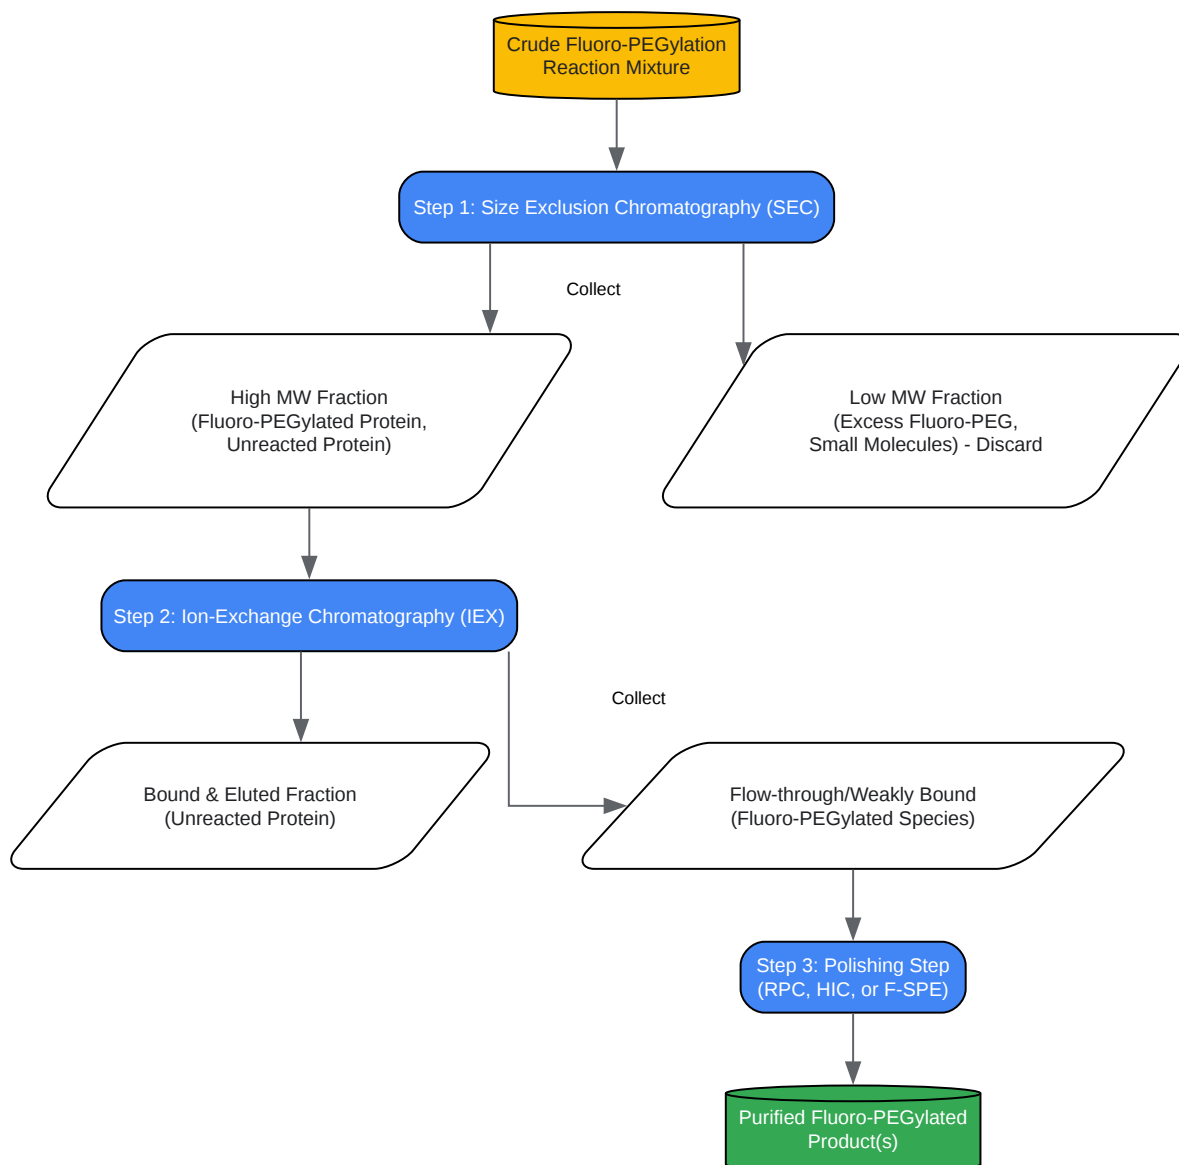 Crude Fluoro-PEGylation
Reaction Mixture
Step 1: Size Exclusion Chromatography (SEC)
Collect
High MW Fraction
(Fluoro-PEGylated Protein,
Unreacted Protein)
Low MW Fraction
(Excess Fluoro-PEG,
Small Molecules) - Discard
Step 2: Ion-Exchange Chromatography (IEX)
Collect
Bound & Eluted Fraction
(Unreacted Protein)
Flow-through/Weakly Bound
(Fluoro-PEGylated Species)
Step 3: Polishing Step
(RPC, HIC, or F-SPE)
Purified Fluoro-PEGylated
Product(s)